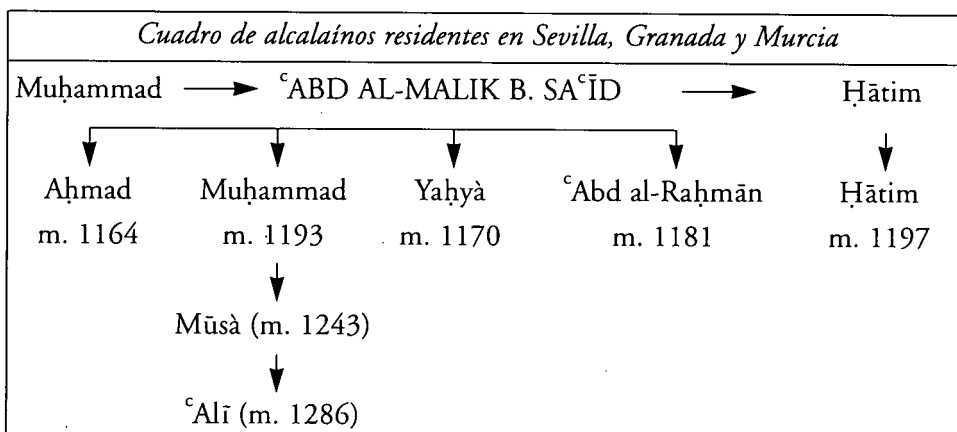 Cuadro de alcalaínos residentes en Sevilla, Granada y Murcia
Muḥammad → ᶜABD AL-MALIK B. SAᶜĪD → Ḥātim
Aḥmad Muḥammad Yaḥyà ᶜAbd al-Raḥmān Ḥātim
m. 1164 m. 1193 m. 1170 m. 1181 m. 1197
Mūsà (m. 1243)
ᶜAlī (m. 1286)